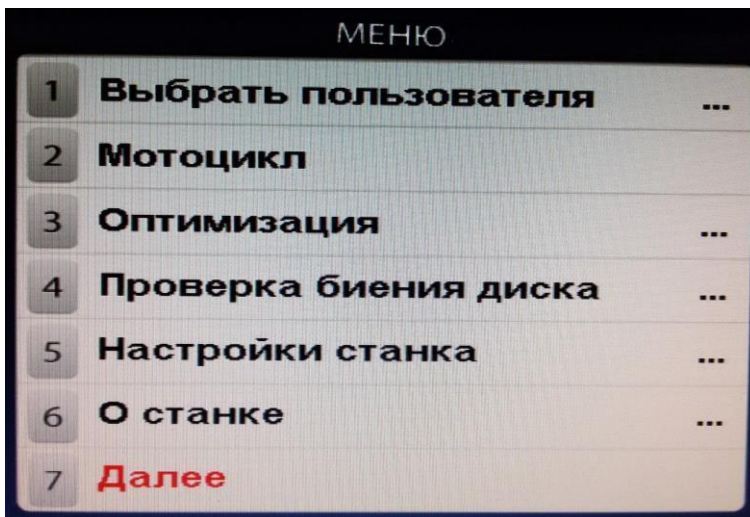 МЕНЮ
1 Выбрать пользователя ...
2 Мотоцикл
3 Оптимизация ...
4 Проверка биения диска ...
5 Настройки станка ...
6 О станке ...
7 Далее